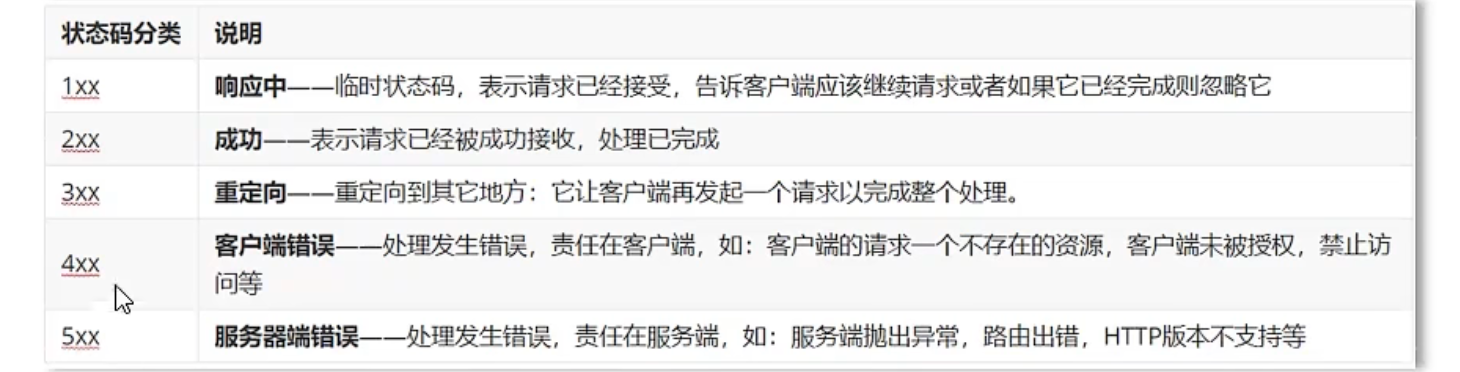 状态码分类 说明
1xx 响应中——临时状态码，表示请求已经接受，告诉客户端应该继续请求或者如果它已经完成则忽略它
2xx 成功——表示请求已经被成功接收，处理已完成
3xx 重定向——重定向到其它地方：它让客户端再发起一个请求以完成整个处理。
4xx 客户端错误——处理发生错误，责任在客户端，如：客户端的请求一个不存在的资源，客户端未被授权，禁止访
问等
5xx 服务器端错误——处理发生错误，责任在服务端，如：服务端抛出异常，路由出错，HTTP版本不支持等